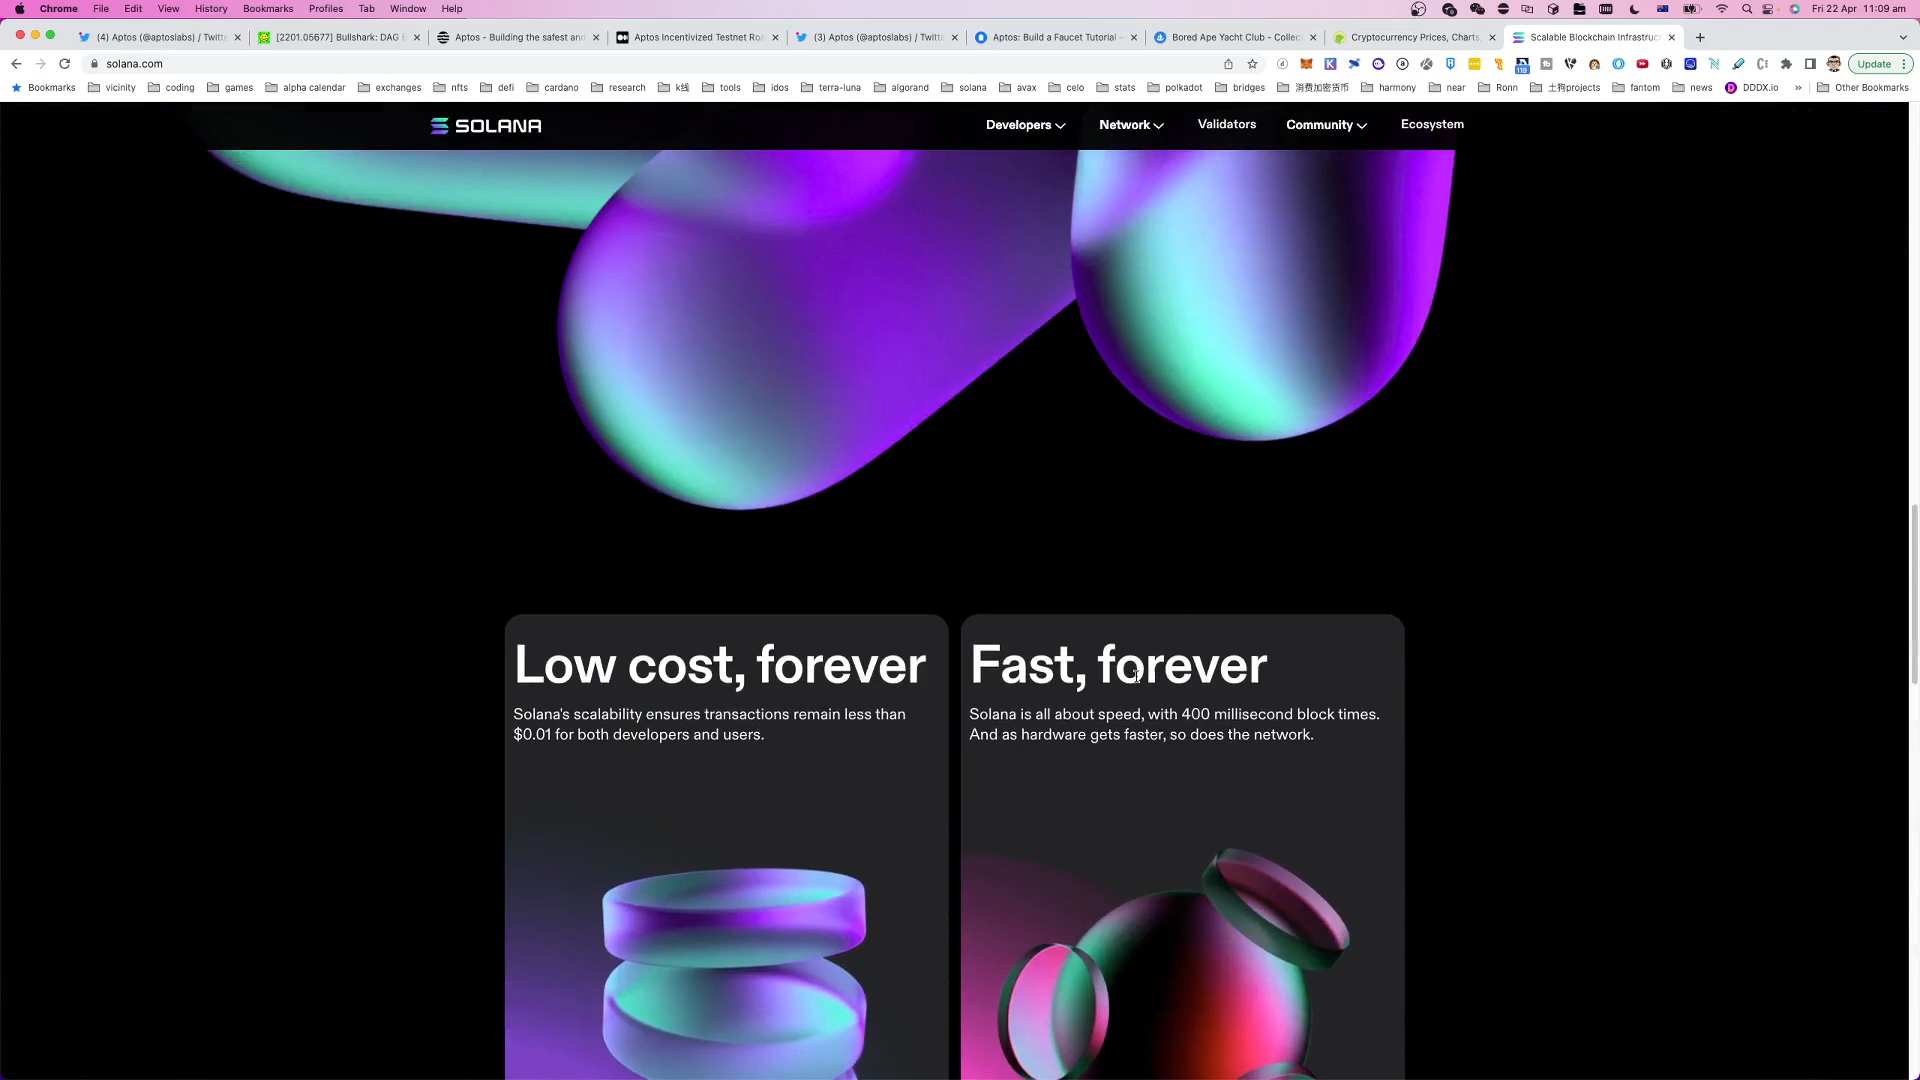 Chrome File Edit View History Bookmarks Profiles Tab Window Help Fri 22 Apr 11:09 am
(4) Aptos (@aptoslabs) / Twitte
[2201.05677] Bullshark: DAG B
Aptos - Building the safest and
Aptos Incentivized Testnet Roa
(3) Aptos (@aptoslabs) / Twitte
Aptos: Build a Faucet Tutorial -
Bored Ape Yacht Club - Collect
Cryptocurrency Prices, Charts,
Scalable Blockchain Infrastruc
solana.com
119
Update
Bookmarks vicinity coding games alpha calendar exchanges nfts defi cardano research k线 tools idos terra-luna algorand solana avax celo stats polkadot bridges 消费加密货币 harmony near Ronn 土狗projects fantom news DDDX.io » Other Bookmarks
SOLANA
Developers Network Validators Community Ecosystem
Low cost, forever
Solana's scalability ensures transactions remain less than
$0.01 for both developers and users.
Fast, forever
Solana is all about speed, with 400 millisecond block times.
And as hardware gets faster, so does the network.